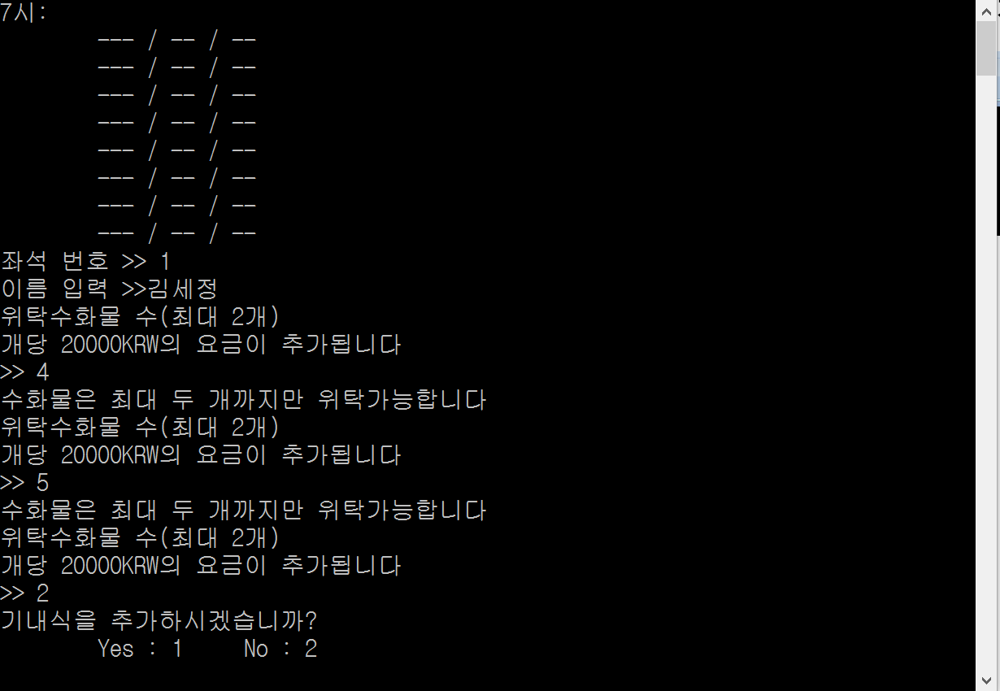 7시:
--- / -- / --
--- / -- / --
--- / -- / --
--- / -- / --
--- / -- / --
--- / -- / --
--- / -- / --
--- / -- / --
좌석 번호 >> 1
이름 입력 >>김세정
위탁수화물 수(최대 2개)
개당 20000KRW의 요금이 추가됩니다
>> 4
수화물은 최대 두 개까지만 위탁가능합니다
위탁수화물 수(최대 2개)
개당 20000KRW의 요금이 추가됩니다
>> 5
수화물은 최대 두 개까지만 위탁가능합니다
위탁수화물 수(최대 2개)
개당 20000KRW의 요금이 추가됩니다
>> 2
기내식을 추가하시겠습니까?
Yes : 1 No : 2